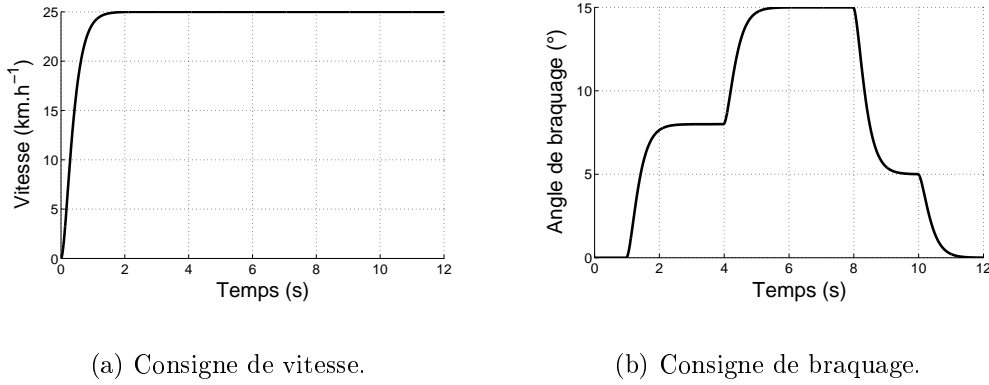 25
20
15
10
5
0
0 2 4 6 8 10 12
Vitesse (km.h⁻¹)
Temps (s)
(a) Consigne de vitesse.
15
10
5
0
0 2 4 6 8 10 12
Angle de braquage (°)
Temps (s)
(b) Consigne de braquage.